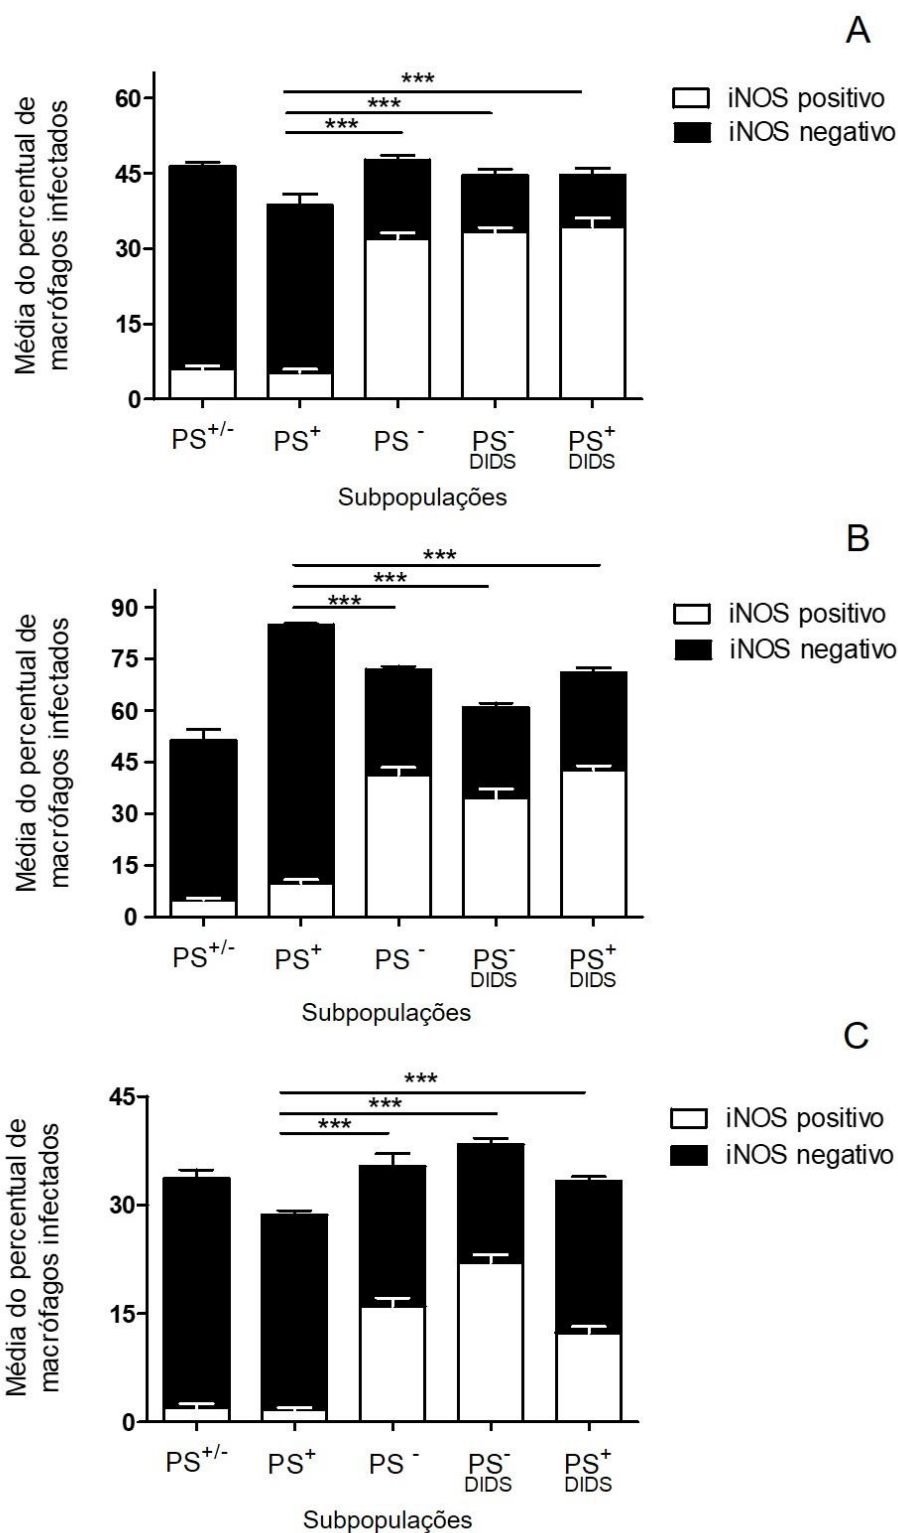 A
Média do percentual de
macrófagos infectados
60
45
30
15
0
***
***
***
iNOS positivo
iNOS negativo
PS+/-
PS+
PS -
PS-
DIDS
PS+
DIDS
Subpopulações
B
Média do percentual de
macrófagos infectados
90
75
60
45
30
15
0
***
***
***
iNOS positivo
iNOS negativo
PS+/-
PS+
PS -
PS-
DIDS
PS+
DIDS
Subpopulações
C
Média do percentual de
macrófagos infectados
45
30
15
0
***
***
***
iNOS positivo
iNOS negativo
PS+/-
PS+
PS -
PS-
DIDS
PS+
DIDS
Subpopulações